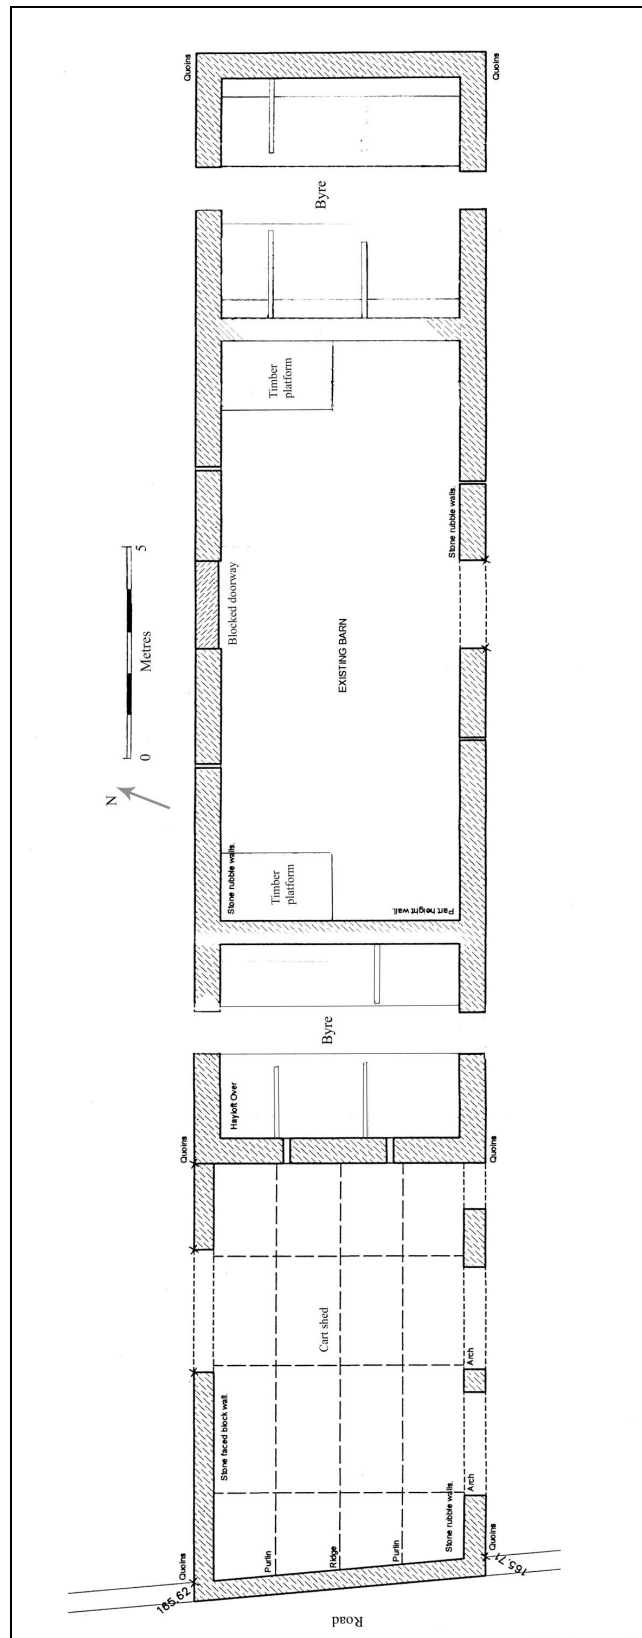 Quoins
Quoins
Byre
Timber
platform
Stone rubble walls.
5
Metres
0
Blocked doorway
EXISTING BARN
N
Stone rubble walls.
Timber
platform
Part height wall.
Byre
Hayloft Over
Quoins
Quoins
Cart shed
Arch
Stone faced block wall.
Arch
Stone rubble walls.
Quoins
Purlin
Ridge
Purlin
Quoins
165.62
165.71
Road